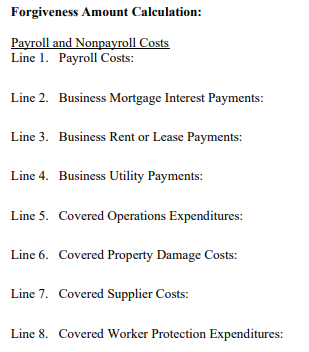 Forgiveness Amount Calculation:
Payroll and Nonpayroll Costs
Line 1. Payroll Costs:
Line 2. Business Mortgage Interest Payments:
Line 3. Business Rent or Lease Payments:
Line 4. Business Utility Payments:
Line 5. Covered Operations Expenditures:
Line 6. Covered Property Damage Costs:
Line 7. Covered Supplier Costs:
Line 8. Covered Worker Protection Expenditures: